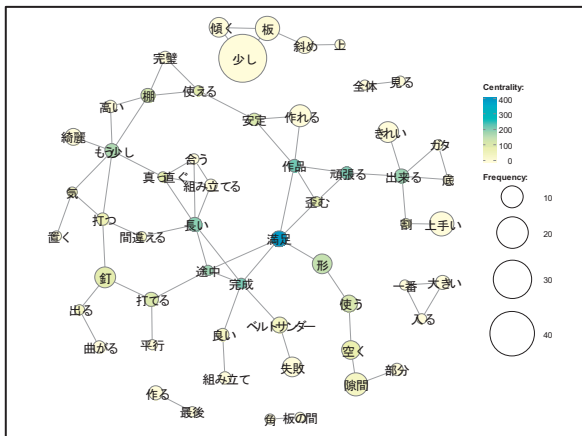 傾く
板
少し
斜め
上
完璧
棚
使える
高い
全体
見る
Centrality:
400
300
200
100
0
安定
作れる
きれい
綺麗
もう少し
ガタ
合う
作品
頑張る
出来る
底
真っ直ぐ
組み立てる
気
歪む
打つ
置く
間違える
長い
割
上手い
Frequency:
10
20
30
40
満足
途中
完成
形
釘
一番
大きい
入る
打てる
使う
出る
曲がる
平行
良い
ベルトサンダー
空く
組み立て
失敗
隙間
部分
作る
最後
角
板の間